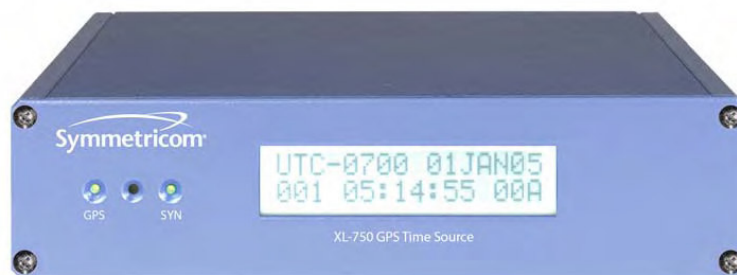 Symmetricom®
UTC-0700 01JAN05
001 05:14:55 00A
GPS
SYN
XL-750 GPS Time Source